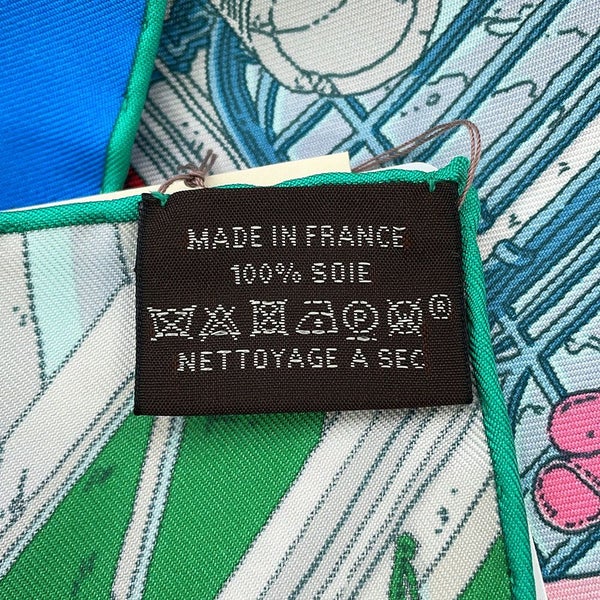 MADE IN FRANCE
100% SOIE
P ®
NETTOYAGE A SEC